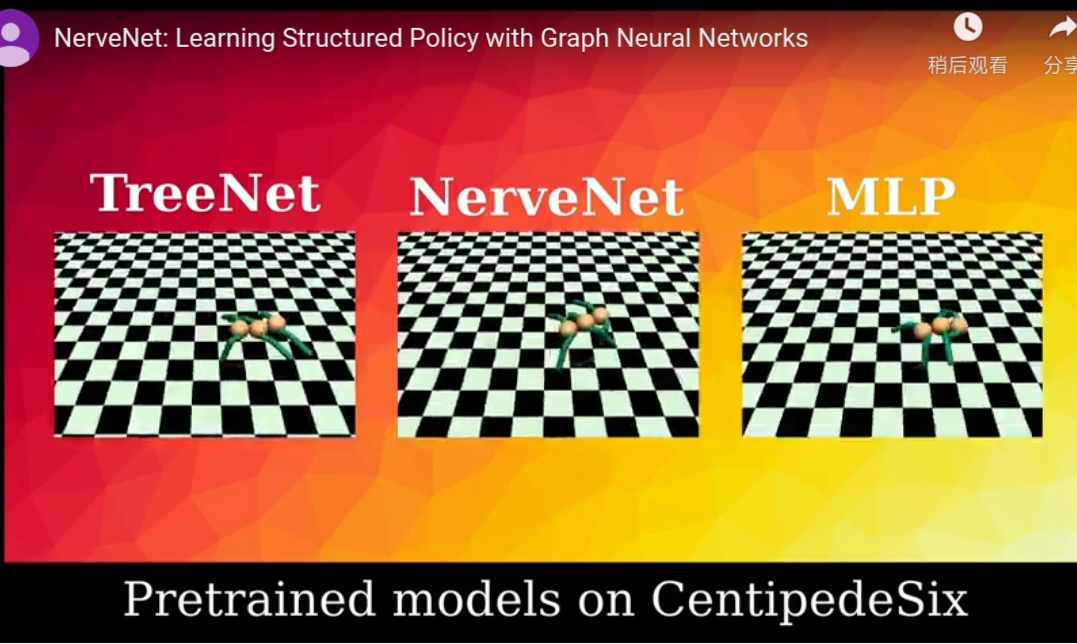 NerveNet: Learning Structured Policy with Graph Neural Networks
稍后观看
分享
TreeNet
NerveNet
MLP
Pretrained models on CentipedeSix